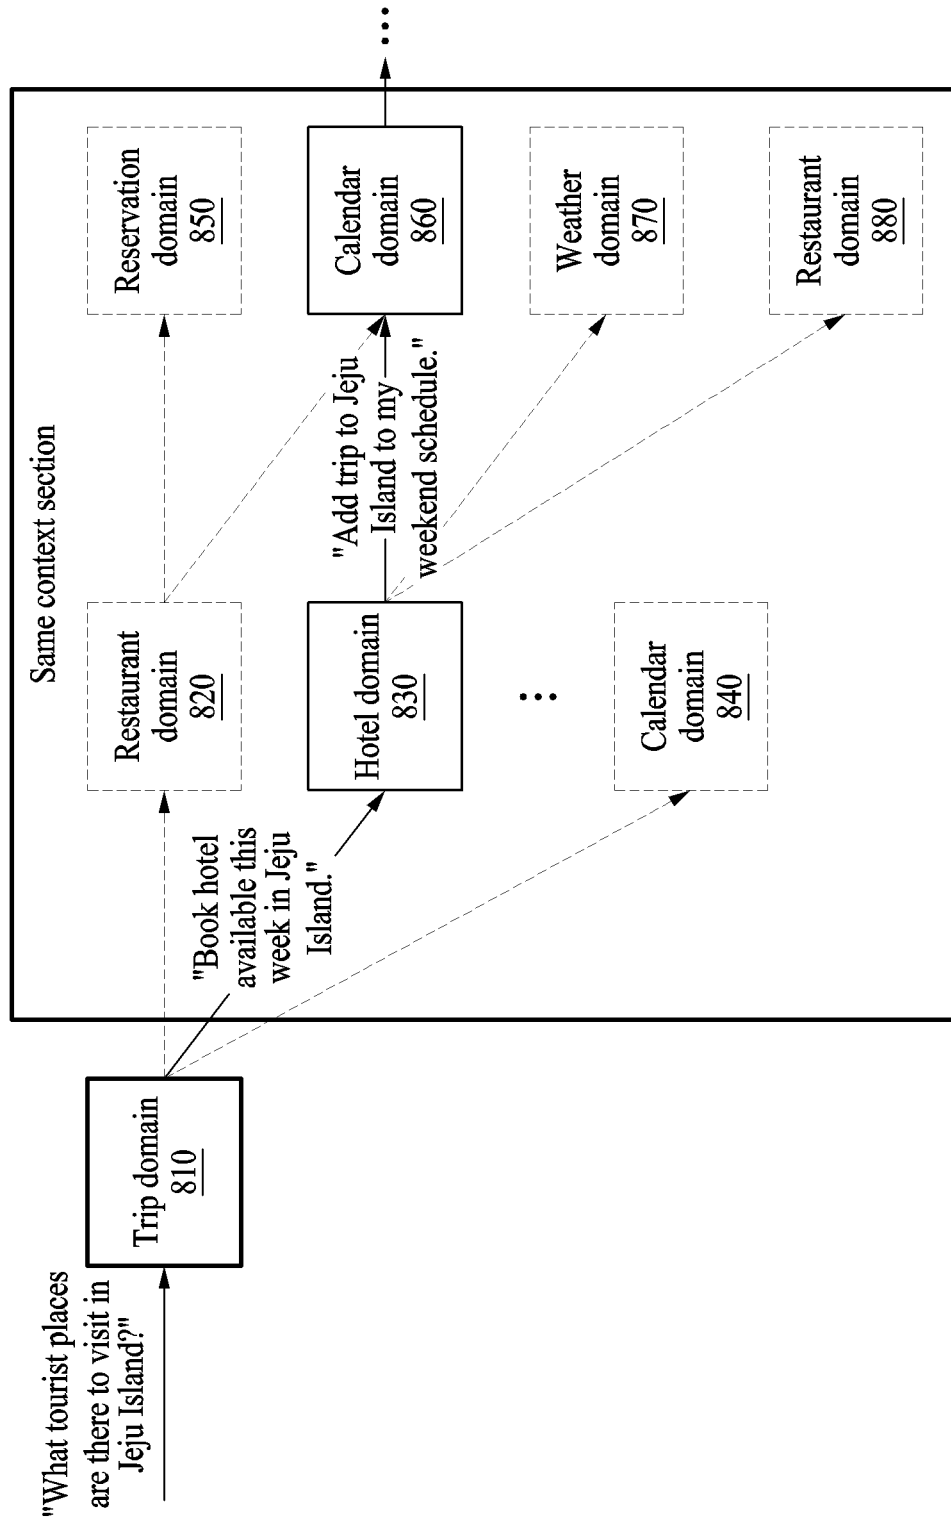 Same context section
"What tourist places
are there to visit in
Jeju Island?"
Trip domain
810
"Book hotel
available this
week in Jeju
Island."
Restaurant
domain
820
Hotel domain
830
Calendar
domain
840
"Add trip to Jeju
Island to my
weekend schedule."
Reservation
domain
850
Calendar
domain
860
Weather
domain
870
Restaurant
domain
880